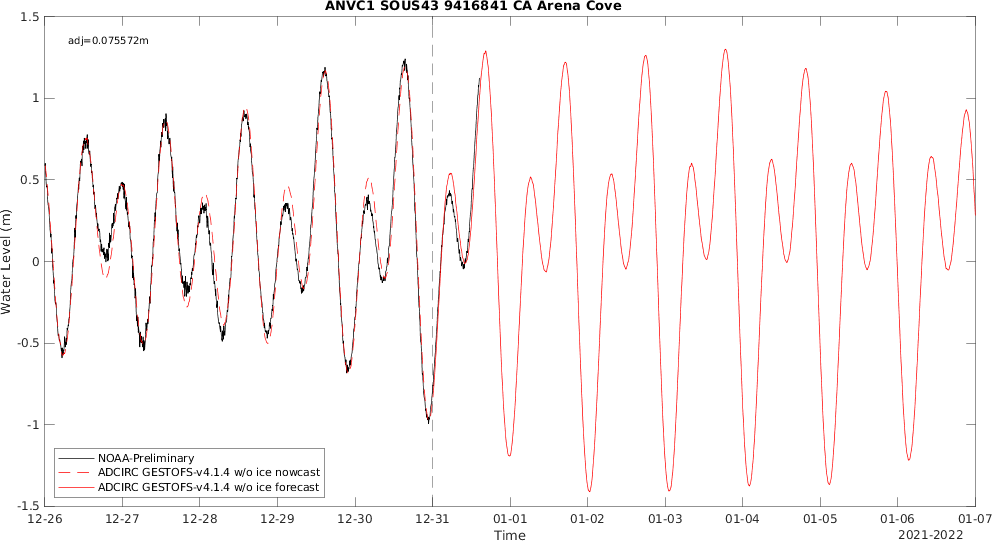 ANVC1 SOUS43 9416841 CA Arena Cove
adj=0.075572m
1.5
1
0.5
0
-0.5
-1
-1.5
Water Level (m)
NOAA-Preliminary
ADCIRC GESTOFS-v4.1.4 w/o ice nowcast
ADCIRC GESTOFS-v4.1.4 w/o ice forecast
12-26 12-27 12-28 12-29 12-30 12-31 01-01 01-02 01-03 01-04 01-05 01-06 01-07
Time
2021-2022